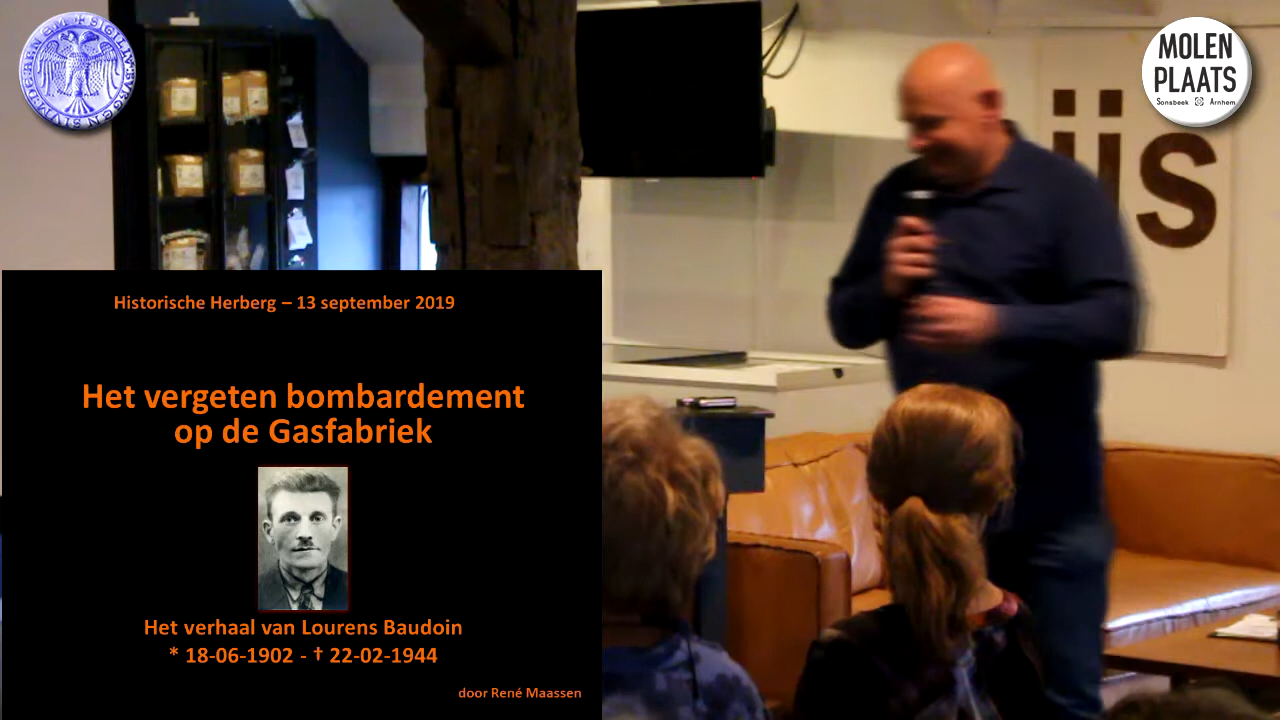 MOLEN
PLAATS
Sonsbeek Arnhem
ijs
Historische Herberg – 13 september 2019
Het vergeten bombardement
op de Gasfabriek
Het verhaal van Lourens Baudoin
* 18-06-1902 - † 22-02-1944
door René Maassen